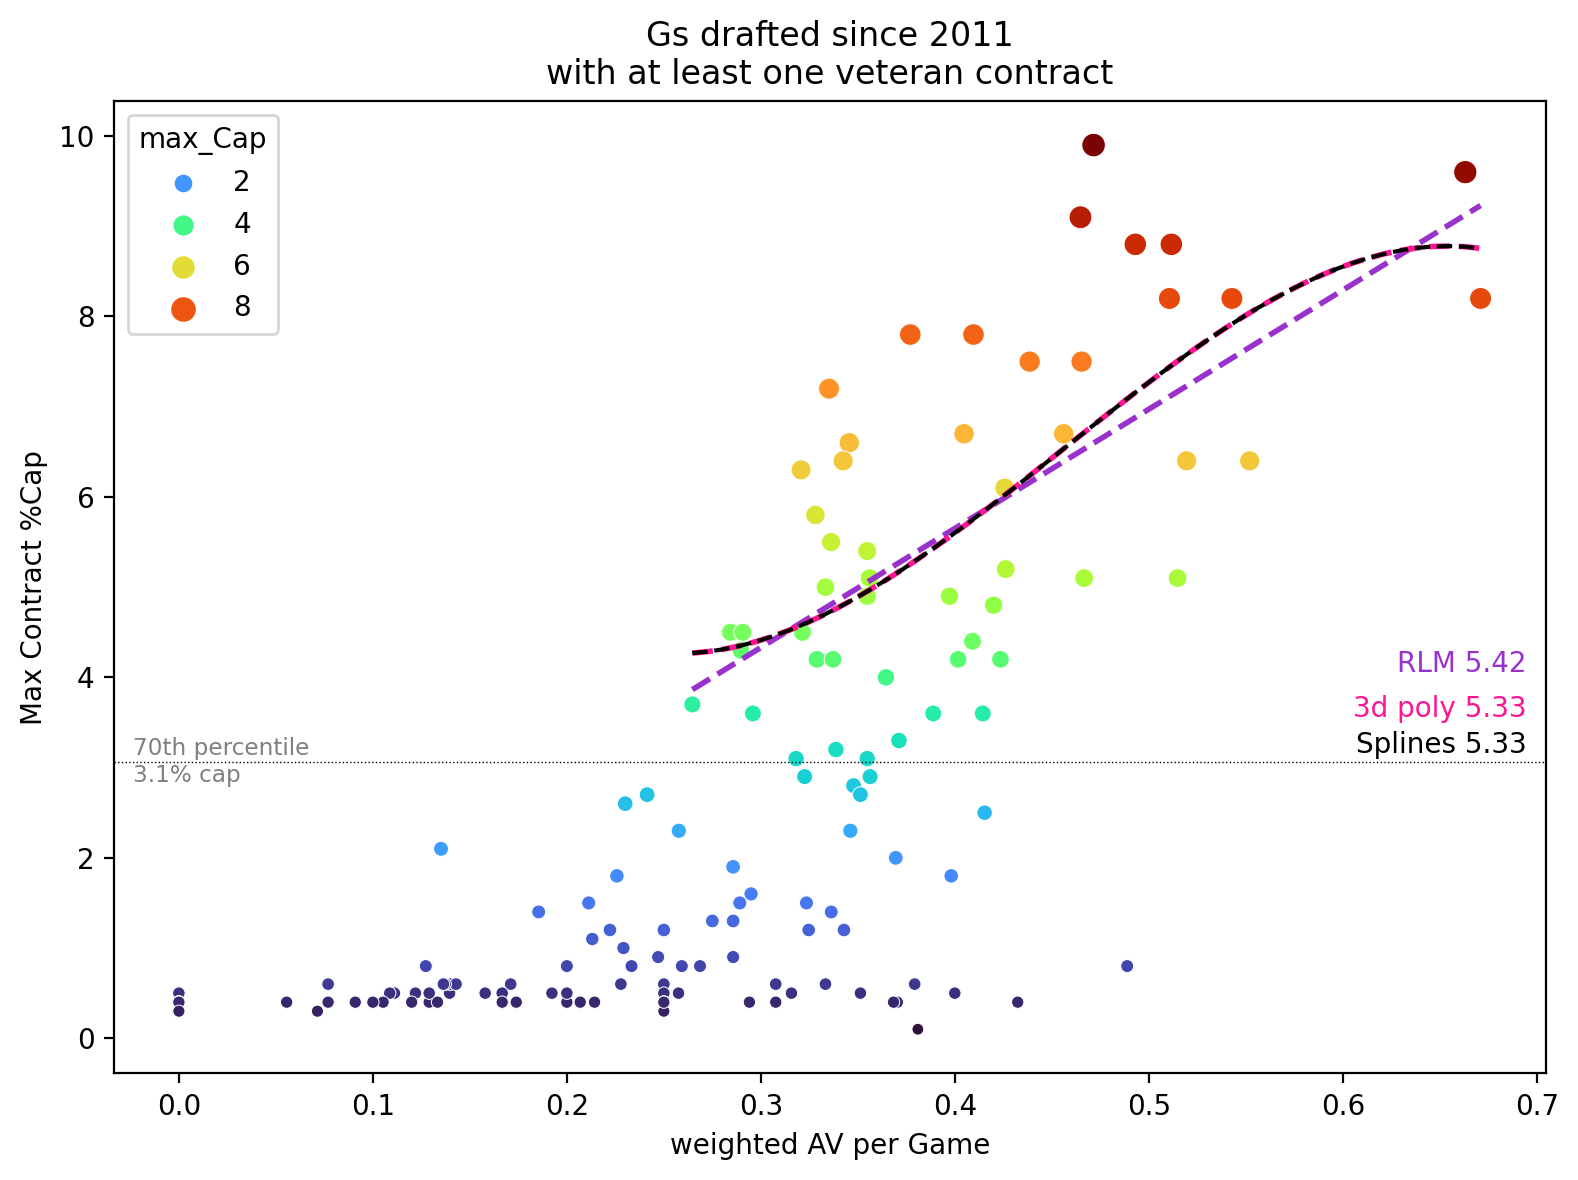 Gs drafted since 2011
with at least one veteran contract
max_Cap
2
4
6
8
10
8
6
4
2
0
Max Contract %Cap
70th percentile
3.1% cap
RLM 5.42
3d poly 5.33
Splines 5.33
0.0 0.1 0.2 0.3 0.4 0.5 0.6 0.7
weighted AV per Game